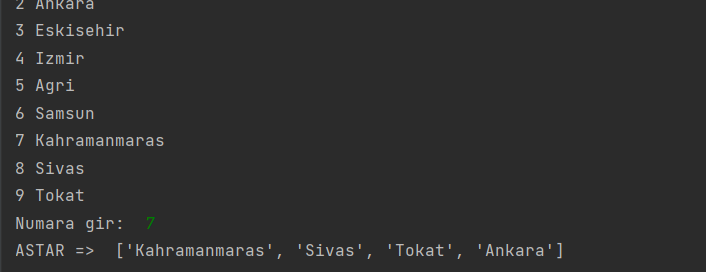 2 Ankara
3 Eskisehir
4 Izmir
5 Agri
6 Samsun
7 Kahramanmaras
8 Sivas
9 Tokat
Numara gir:  7
ASTAR =>  ['Kahramanmaras', 'Sivas', 'Tokat', 'Ankara']